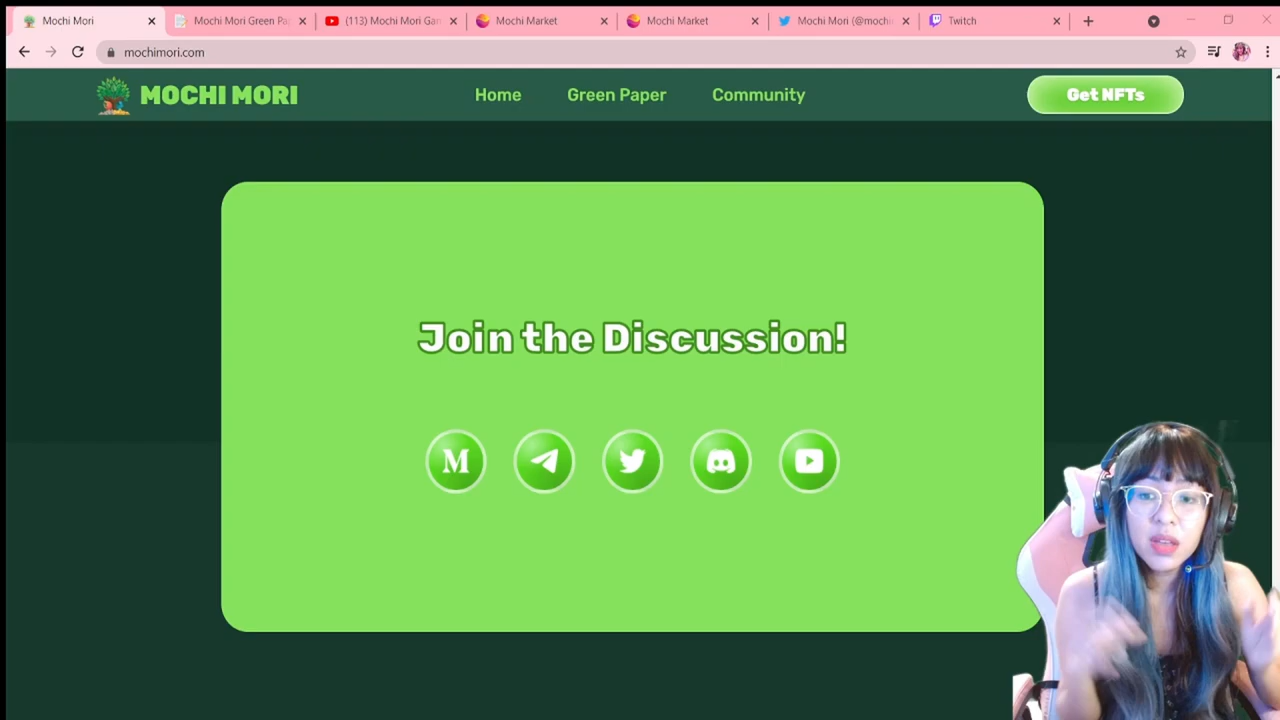 Mochi Mori
Mochi Mori Green Pap
(113) Mochi Mori Gam
Mochi Market
Mochi Market
Mochi Mori (@mochi
Twitch
mochimori.com
MOCHI MORI
Home
Green Paper
Community
Get NFTs
Join the Discussion!
M